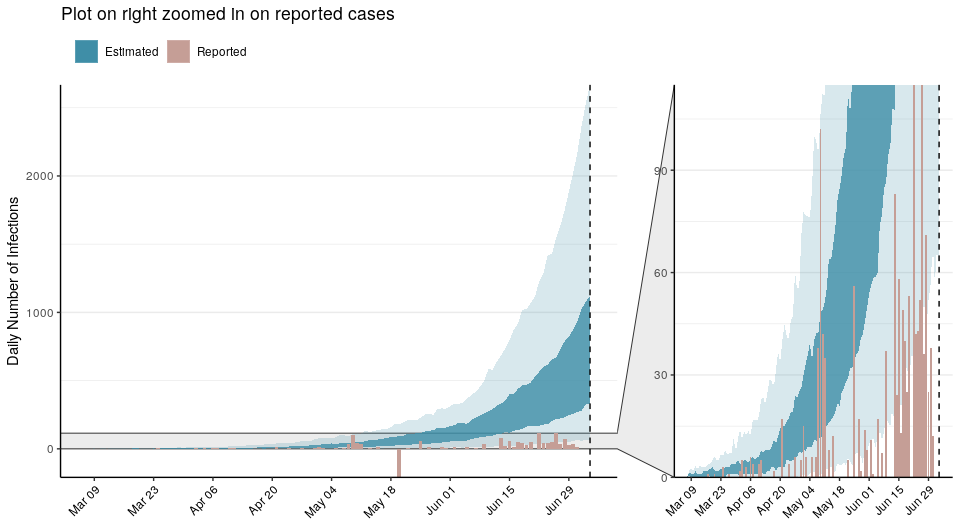 Plot on right zoomed in on reported cases
Estimated Reported
Daily Number of Infections
2000
1000
0
Mar 09 Mar 23 Apr 06 Apr 20 May 04 May 18 Jun 01 Jun 15 Jun 29
90
60
30
0
Mar 09 Mar 23 Apr 06 Apr 20 May 04 May 18 Jun 01 Jun 15 Jun 29